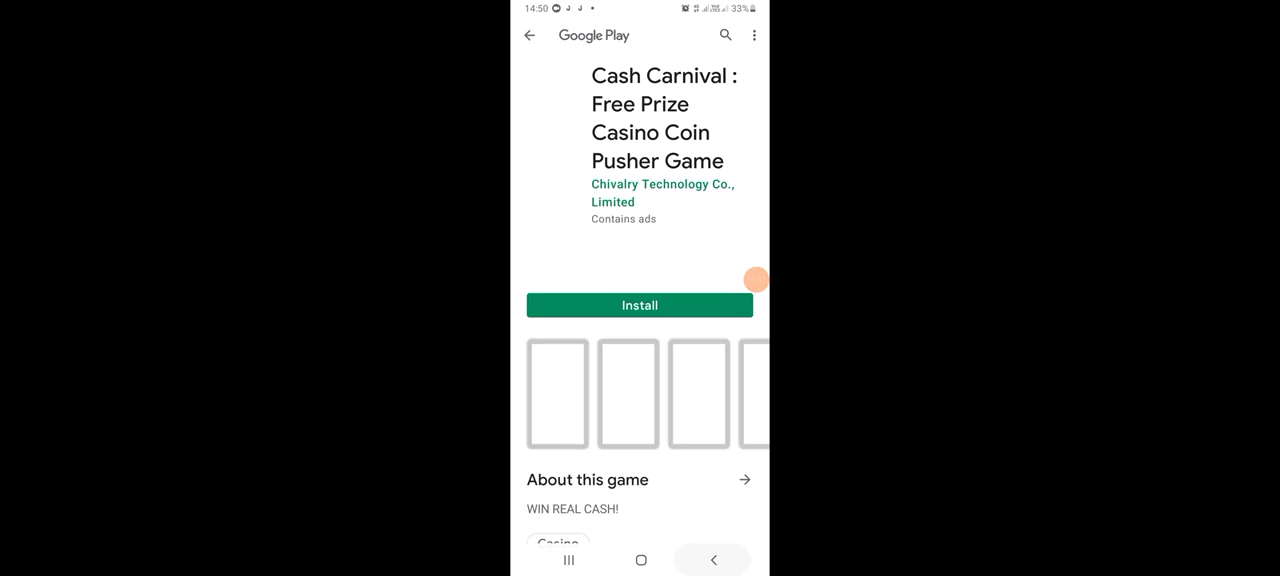 14:50
33%
Google Play
Cash Carnival :
Free Prize
Casino Coin
Pusher Game
Chivalry Technology Co.,
Limited
Contains ads
Install
About this game
WIN REAL CASH!
Casino